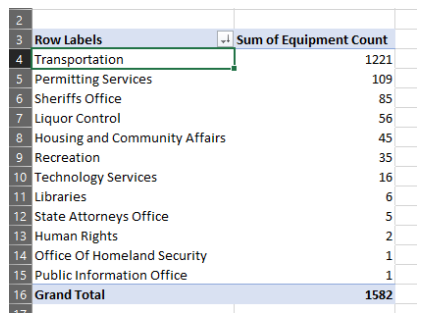 2
3 Row Labels Sum of Equipment Count
4 Transportation 1221
5 Permitting Services 109
6 Sheriffs Office 85
7 Liquor Control 56
8 Housing and Community Affairs 45
9 Recreation 35
10 Technology Services 16
11 Libraries 6
12 State Attorneys Office 5
13 Human Rights 2
14 Office Of Homeland Security 1
15 Public Information Office 1
16 Grand Total 1582
17